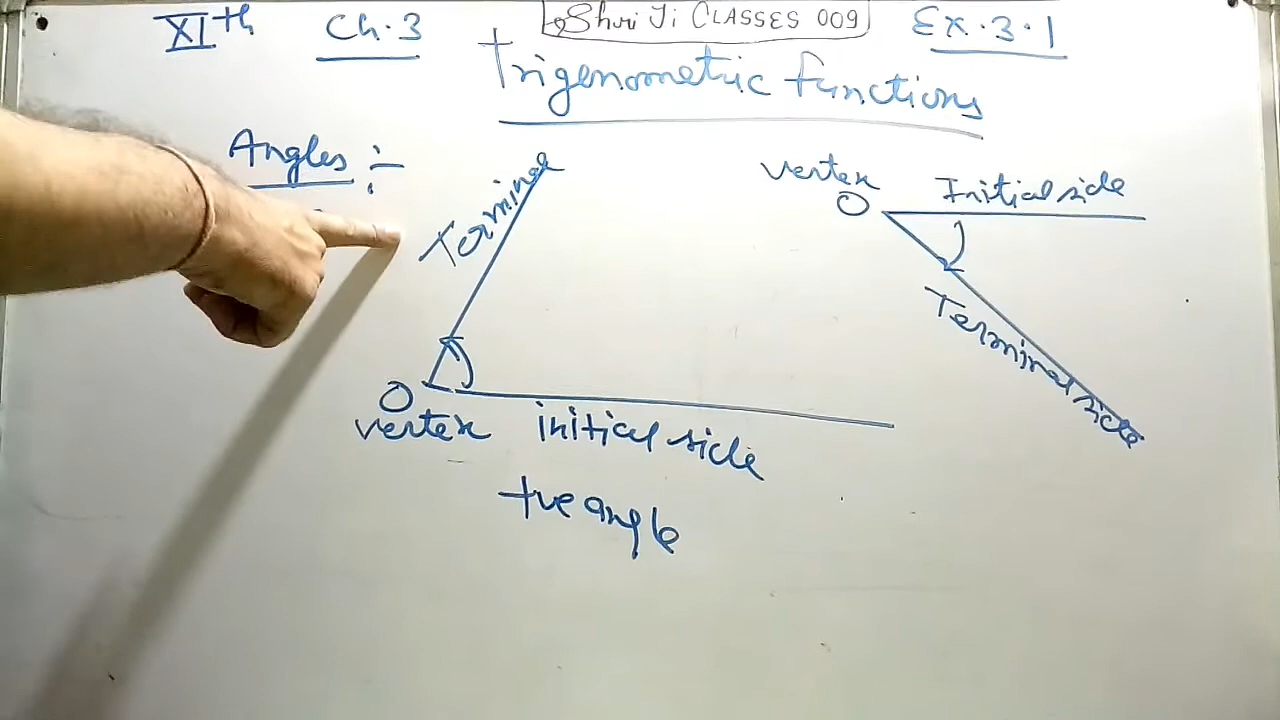 XIth Ch.3 Shri Ji CLASSES 009 Ex.3.1
Trigenometric functions
Angles :-
Terminal
O
vertex initial side
+ve angle
vertex
O Initial side
Terminal side